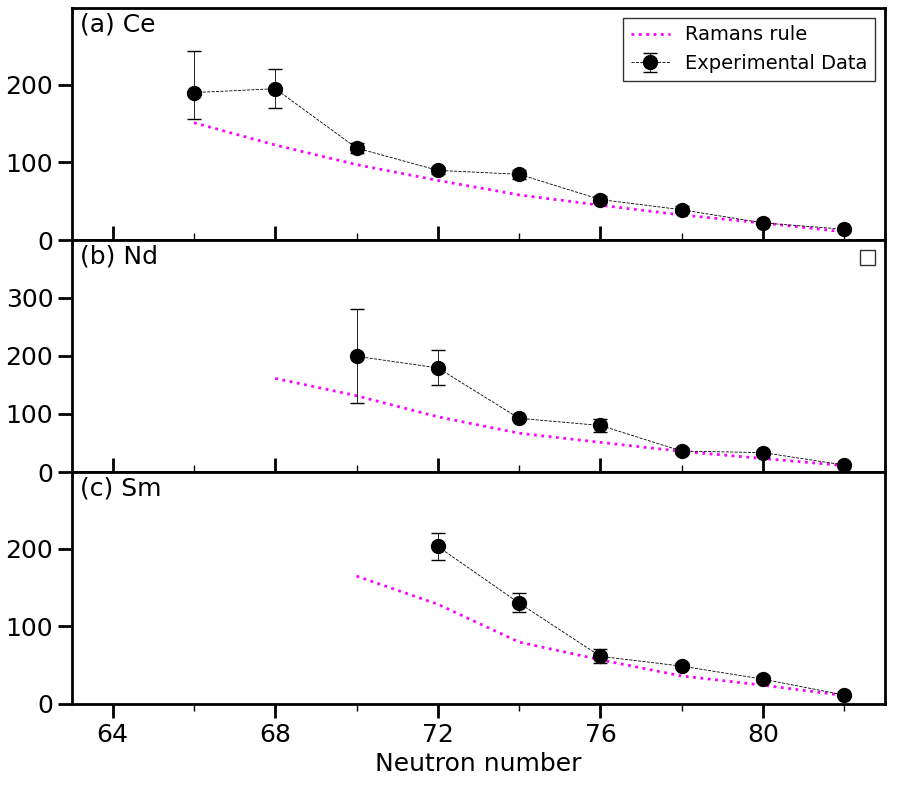 (a) Ce
Ramans rule
Experimental Data
200
100
0
(b) Nd
300
200
100
0
(c) Sm
200
100
0
64 68 72 76 80
Neutron number